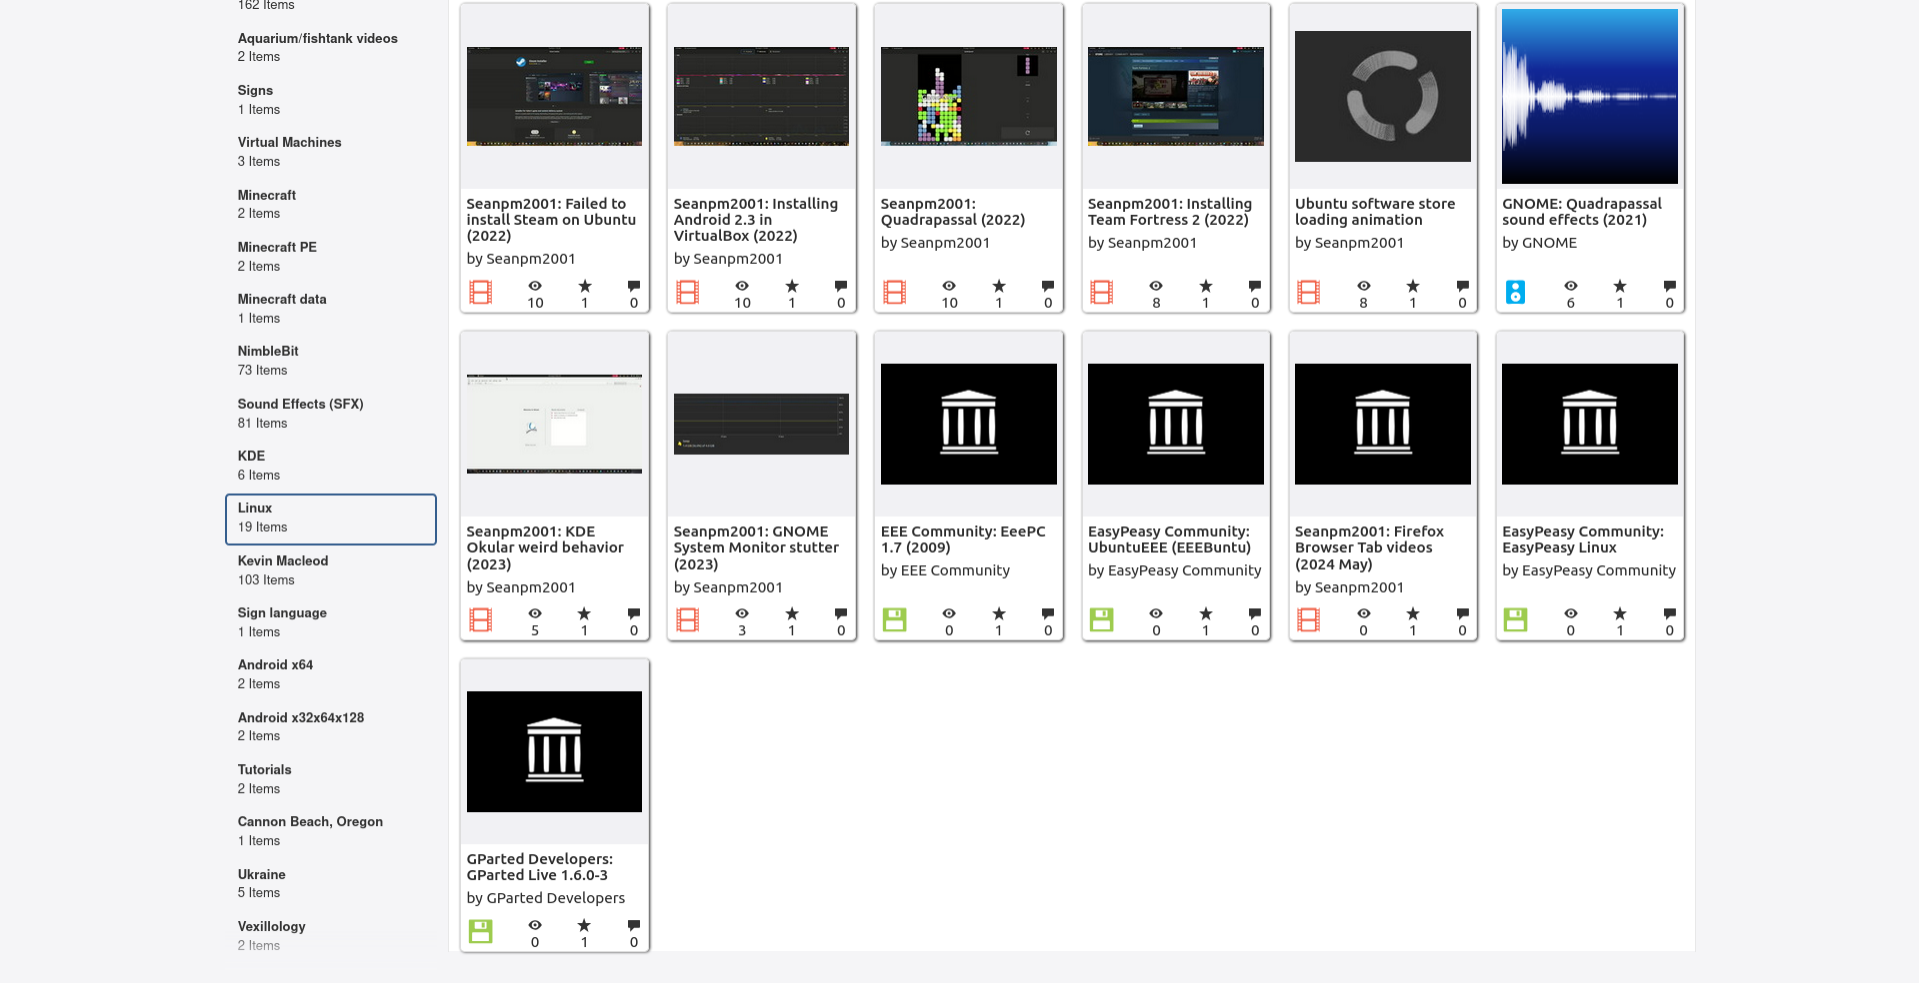 162 Items
Aquarium/fishtank videos
2 Items
Signs
1 Items
Virtual Machines
3 Items
Minecraft
2 Items
Minecraft PE
2 Items
Minecraft data
1 Items
NimbleBit
73 Items
Sound Effects (SFX)
81 Items
KDE
6 Items
Linux
19 Items
Kevin Macleod
103 Items
Sign language
1 Items
Android x64
2 Items
Android x32x64x128
2 Items
Tutorials
2 Items
Cannon Beach, Oregon
1 Items
Ukraine
5 Items
Vexillology
2 Items
Seanpm2001: Failed to
install Steam on Ubuntu
(2022)
by Seanpm2001
10 1 0
Seanpm2001: Installing
Android 2.3 in
VirtualBox (2022)
by Seanpm2001
10 1 0
Seanpm2001:
Quadrapassal (2022)
by Seanpm2001
10 1 0
Seanpm2001: Installing
Team Fortress 2 (2022)
by Seanpm2001
8 1 0
Ubuntu software store
loading animation
by Seanpm2001
8 1 0
GNOME: Quadrapasal
sound effects (2021)
by GNOME
6 1 0
Seanpm2001: KDE
Okular weird behavior
(2023)
by Seanpm2001
5 1 0
Seanpm2001: GNOME
System Monitor stutter
(2023)
by Seanpm2001
3 1 0
EEE Community: EeePC
1.7 (2009)
by EEE Community
0 1 0
EasyPeasy Community:
UbuntuEEE (EEEBuntu)
by EasyPeasy Community
0 1 0
Seanpm2001: Firefox
Browser Tab videos
(2024 May)
by Seanpm2001
0 1 0
EasyPeasy Community:
EasyPeasy Linux
by EasyPeasy Community
0 1 0
GParted Developers:
GParted Live 1.6.0-3
by GParted Developers
0 1 0